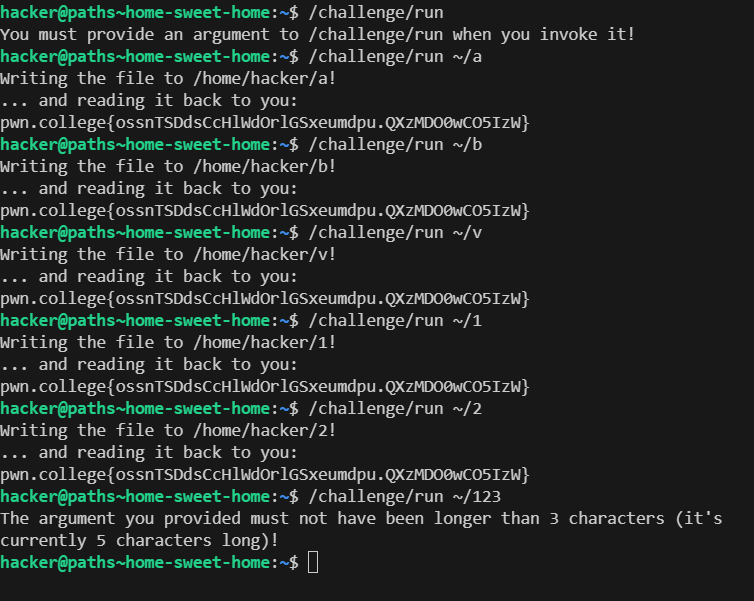 hacker@paths~home-sweet-home:~$ /challenge/run
You must provide an argument to /challenge/run when you invoke it!
hacker@paths~home-sweet-home:~$ /challenge/run ~/a
Writing the file to /home/hacker/a!
... and reading it back to you:
pwn.college{ossnTSDdsCcHlWdOrlGSxeumdpu.QXzMDO0wCO5IzW}
hacker@paths~home-sweet-home:~$ /challenge/run ~/b
Writing the file to /home/hacker/b!
... and reading it back to you:
pwn.college{ossnTSDdsCcHlWdOrlGSxeumdpu.QXzMDO0wCO5IzW}
hacker@paths~home-sweet-home:~$ /challenge/run ~/v
Writing the file to /home/hacker/v!
... and reading it back to you:
pwn.college{ossnTSDdsCcHlWdOrlGSxeumdpu.QXzMDO0wCO5IzW}
hacker@paths~home-sweet-home:~$ /challenge/run ~/1
Writing the file to /home/hacker/1!
... and reading it back to you:
pwn.college{ossnTSDdsCcHlWdOrlGSxeumdpu.QXzMDO0wCO5IzW}
hacker@paths~home-sweet-home:~$ /challenge/run ~/2
Writing the file to /home/hacker/2!
... and reading it back to you:
pwn.college{ossnTSDdsCcHlWdOrlGSxeumdpu.QXzMDO0wCO5IzW}
hacker@paths~home-sweet-home:~$ /challenge/run ~/123
The argument you provided must not have been longer than 3 characters (it's
currently 5 characters long)!
hacker@paths~home-sweet-home:~$